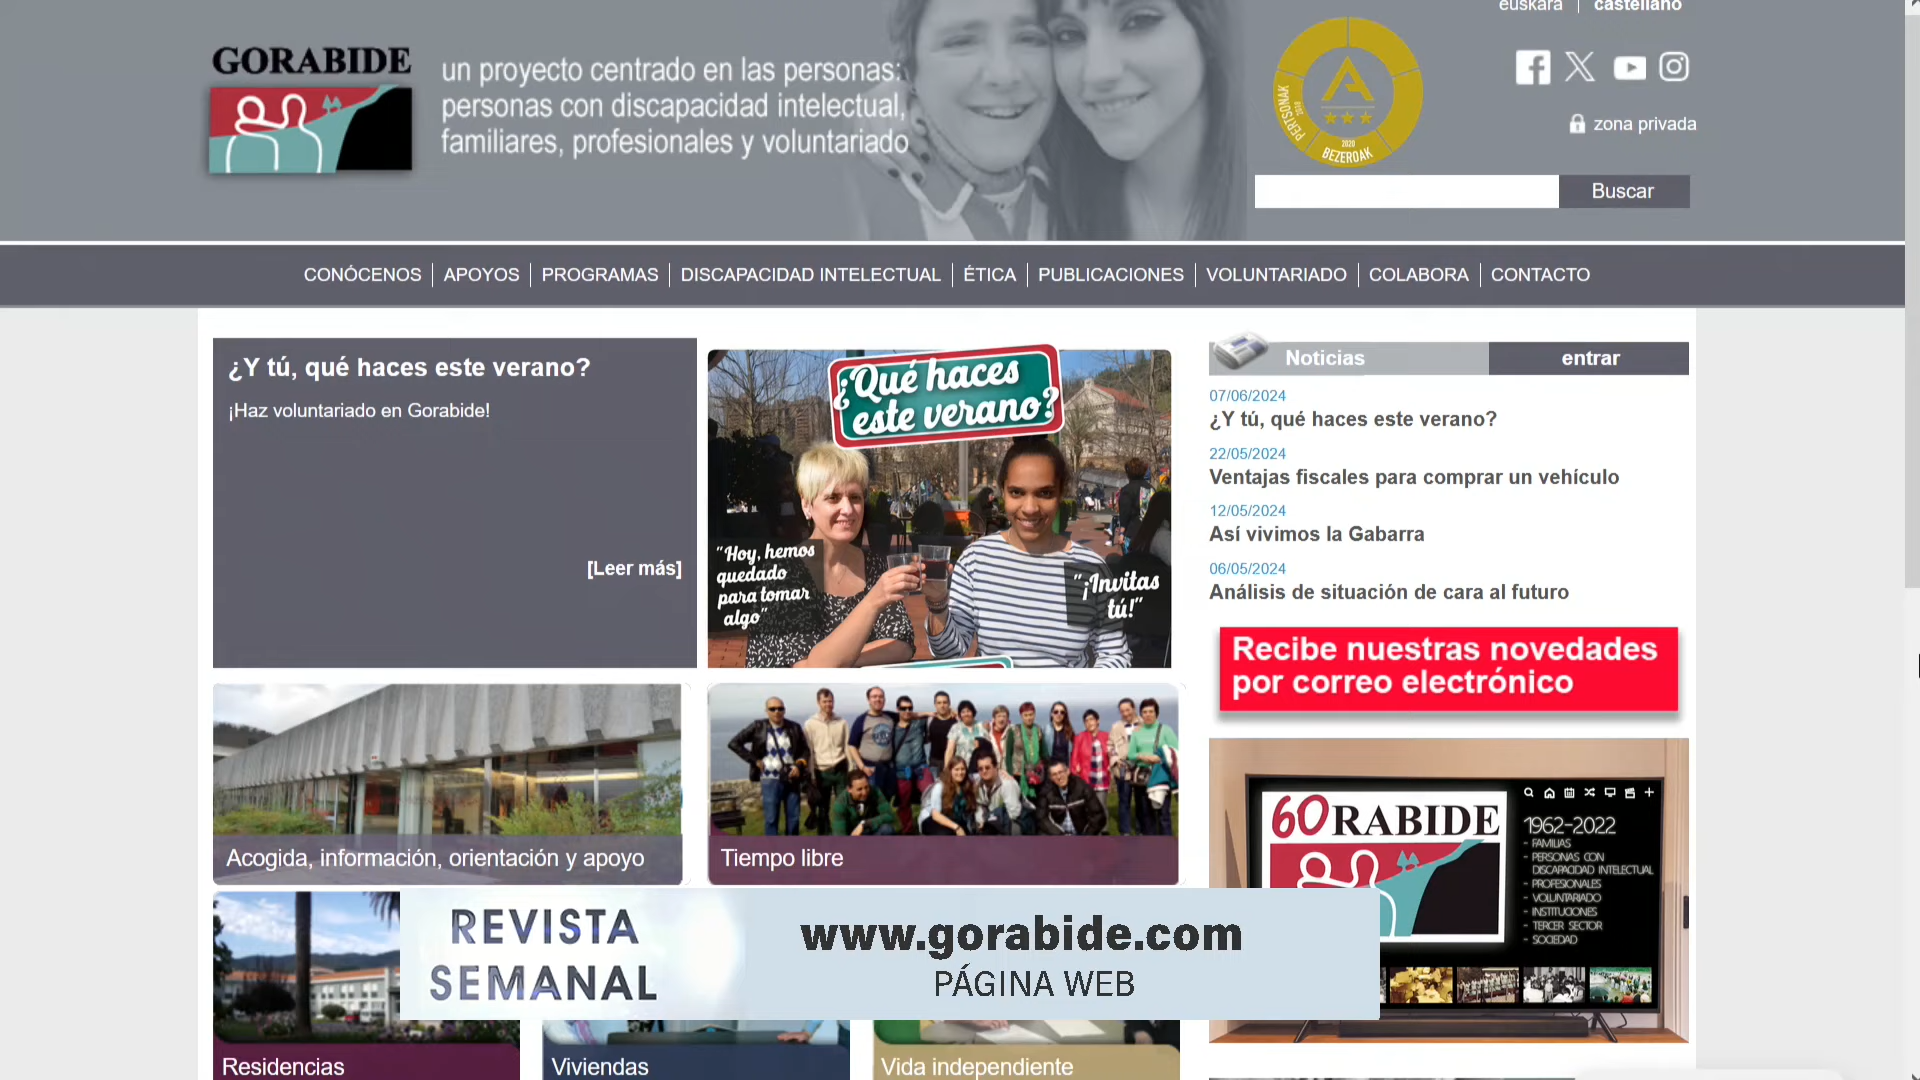 euskara
castellano
GORABIDE
un proyecto centrado en las personas:
personas con discapacidad intelectual,
familiares, profesionales y voluntariado
A
PERTSONAK
2020
BEZEROAK
zona privada
Buscar
CONÓCENOS
APOYOS
PROGRAMAS
DISCAPACIDAD INTELECTUAL
ÉTICA
PUBLICACIONES
VOLUNTARIADO
COLABORA
CONTACTO
¿Y tú, qué haces este verano?
¡Haz voluntariado en Gorabide!
[Leer más]
¿Qué haces
este verano?
"Hoy, hemos
quedado
para tomar
algo"
"¡Invitas
tú!"
Noticias
entrar
07/06/2024
¿Y tú, qué haces este verano?
22/05/2024
Ventajas fiscales para comprar un vehículo
12/05/2024
Así vivimos la Gabarra
06/05/2024
Análisis de situación de cara al futuro
Recibe nuestras novedades
por correo electrónico
Acogida, información, orientación y apoyo
Tiempo libre
60RABIDE
1962-2022
- FAMILIAS
- PERSONAS CON
DISCAPACIDAD INTELECTUAL
- PROFESIONALES
- VOLUNTARIADO
- INSTITUCIONES
- TERCER SECTOR
- SOCIEDAD
REVISTA
SEMANAL
www.gorabide.com
PÁGINA WEB
Residencias
Viviendas
Vida independiente